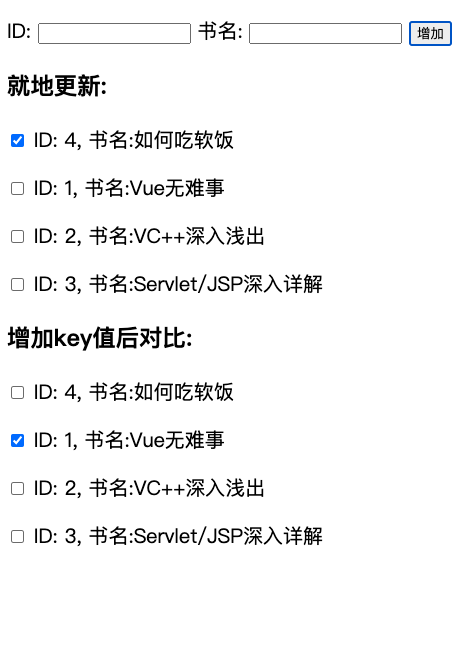 ID: 书名: 增加
就地更新:
ID: 4, 书名:如何吃软饭
ID: 1, 书名:Vue无难事
ID: 2, 书名:VC++深入浅出
ID: 3, 书名:Servlet/JSP深入详解
增加key值后对比:
ID: 4, 书名:如何吃软饭
ID: 1, 书名:Vue无难事
ID: 2, 书名:VC++深入浅出
ID: 3, 书名:Servlet/JSP深入详解